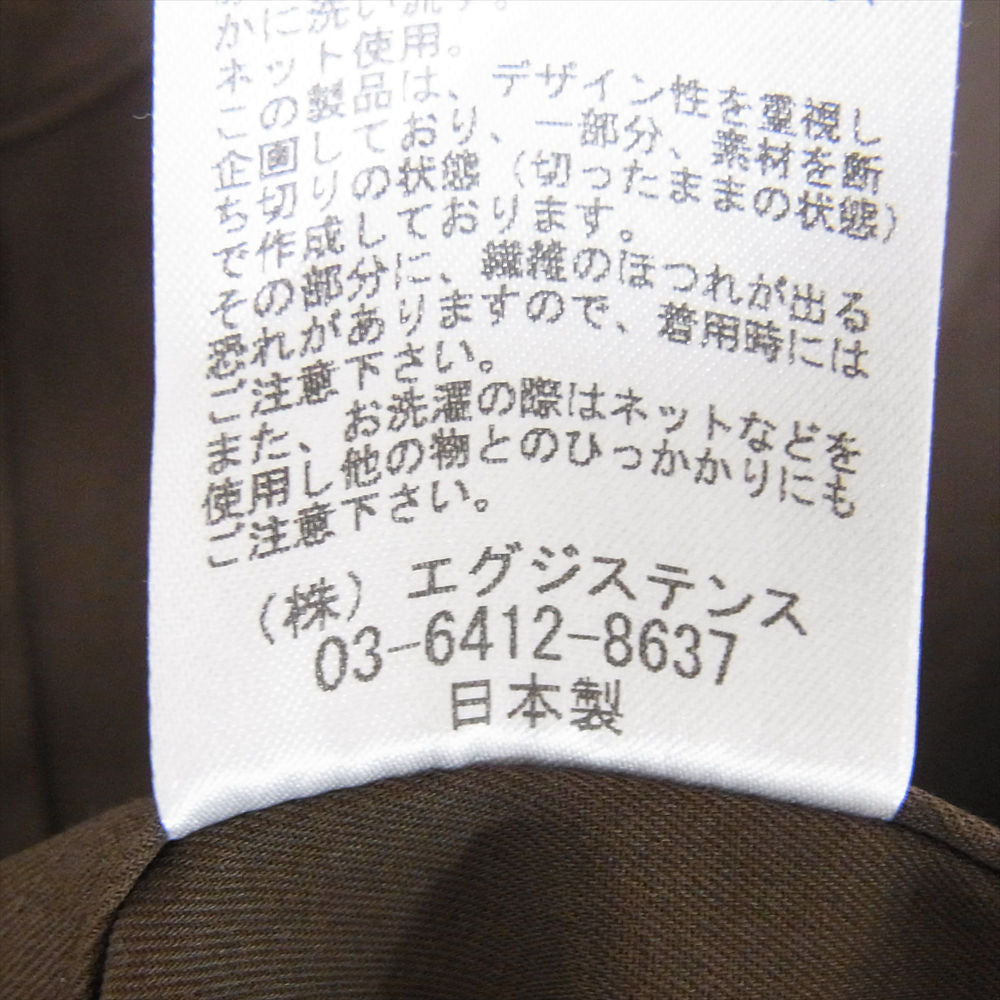 かに洗い流す。
ネット使用。
この製品は、デザイン性を重視し
企画しており、一部分、素材を断
ち切りの状態(切ったままの状態)
で作成しております。
その部分に、繊維のほつれが出る
恐れがありますので、着用時には
ご注意下さい。
また、お洗濯の際はネットなどを
使用し他の物とのひっかかりにも
ご注意下さい。
(株)エグジステンス
03-6412-8637
日本製